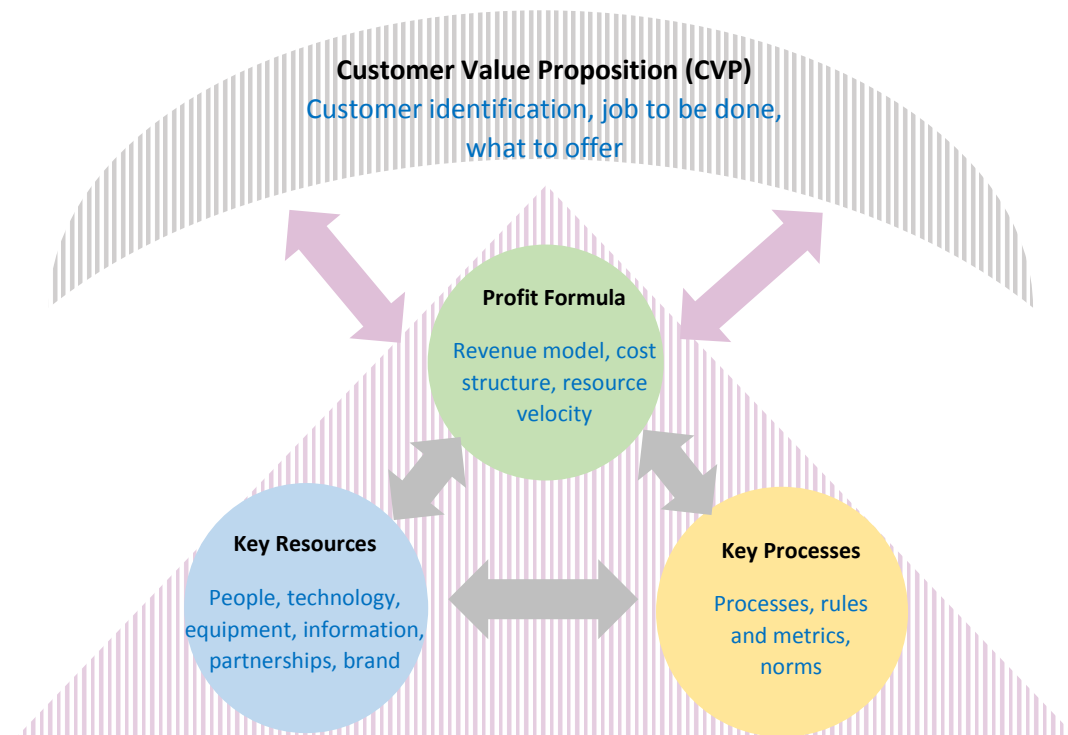 Customer Value Proposition (CVP)
Customer identification, job to be done,
what to offer
Profit Formula
Revenue model, cost
structure, resource
velocity
Key Resources
People, technology,
equipment, information,
partnerships, brand
Key Processes
Processes, rules
and metrics,
norms